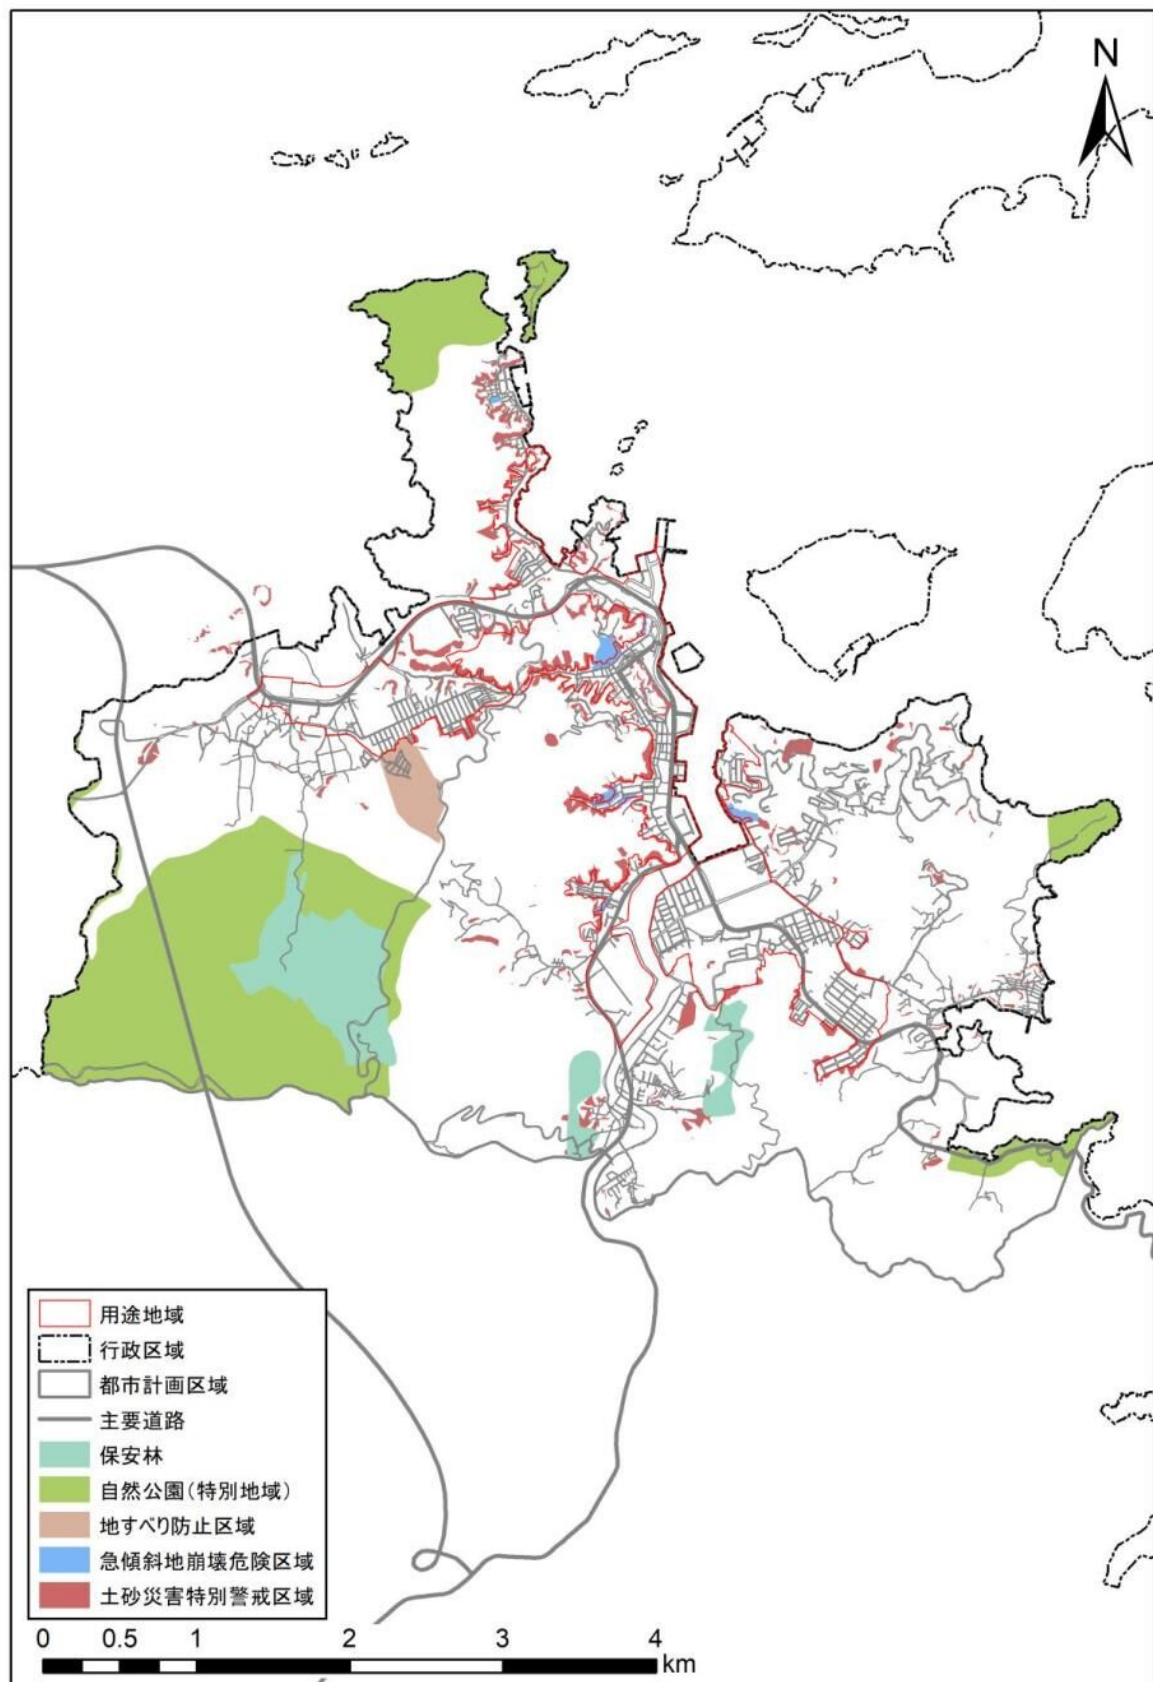 N
用途地域
行政区域
都市計画区域
主要道路
保安林
自然公園(特別地域)
地すべり防止区域
急傾斜地崩壊危険区域
土砂災害特別警戒区域
0 0.5 1 2 3 4
km